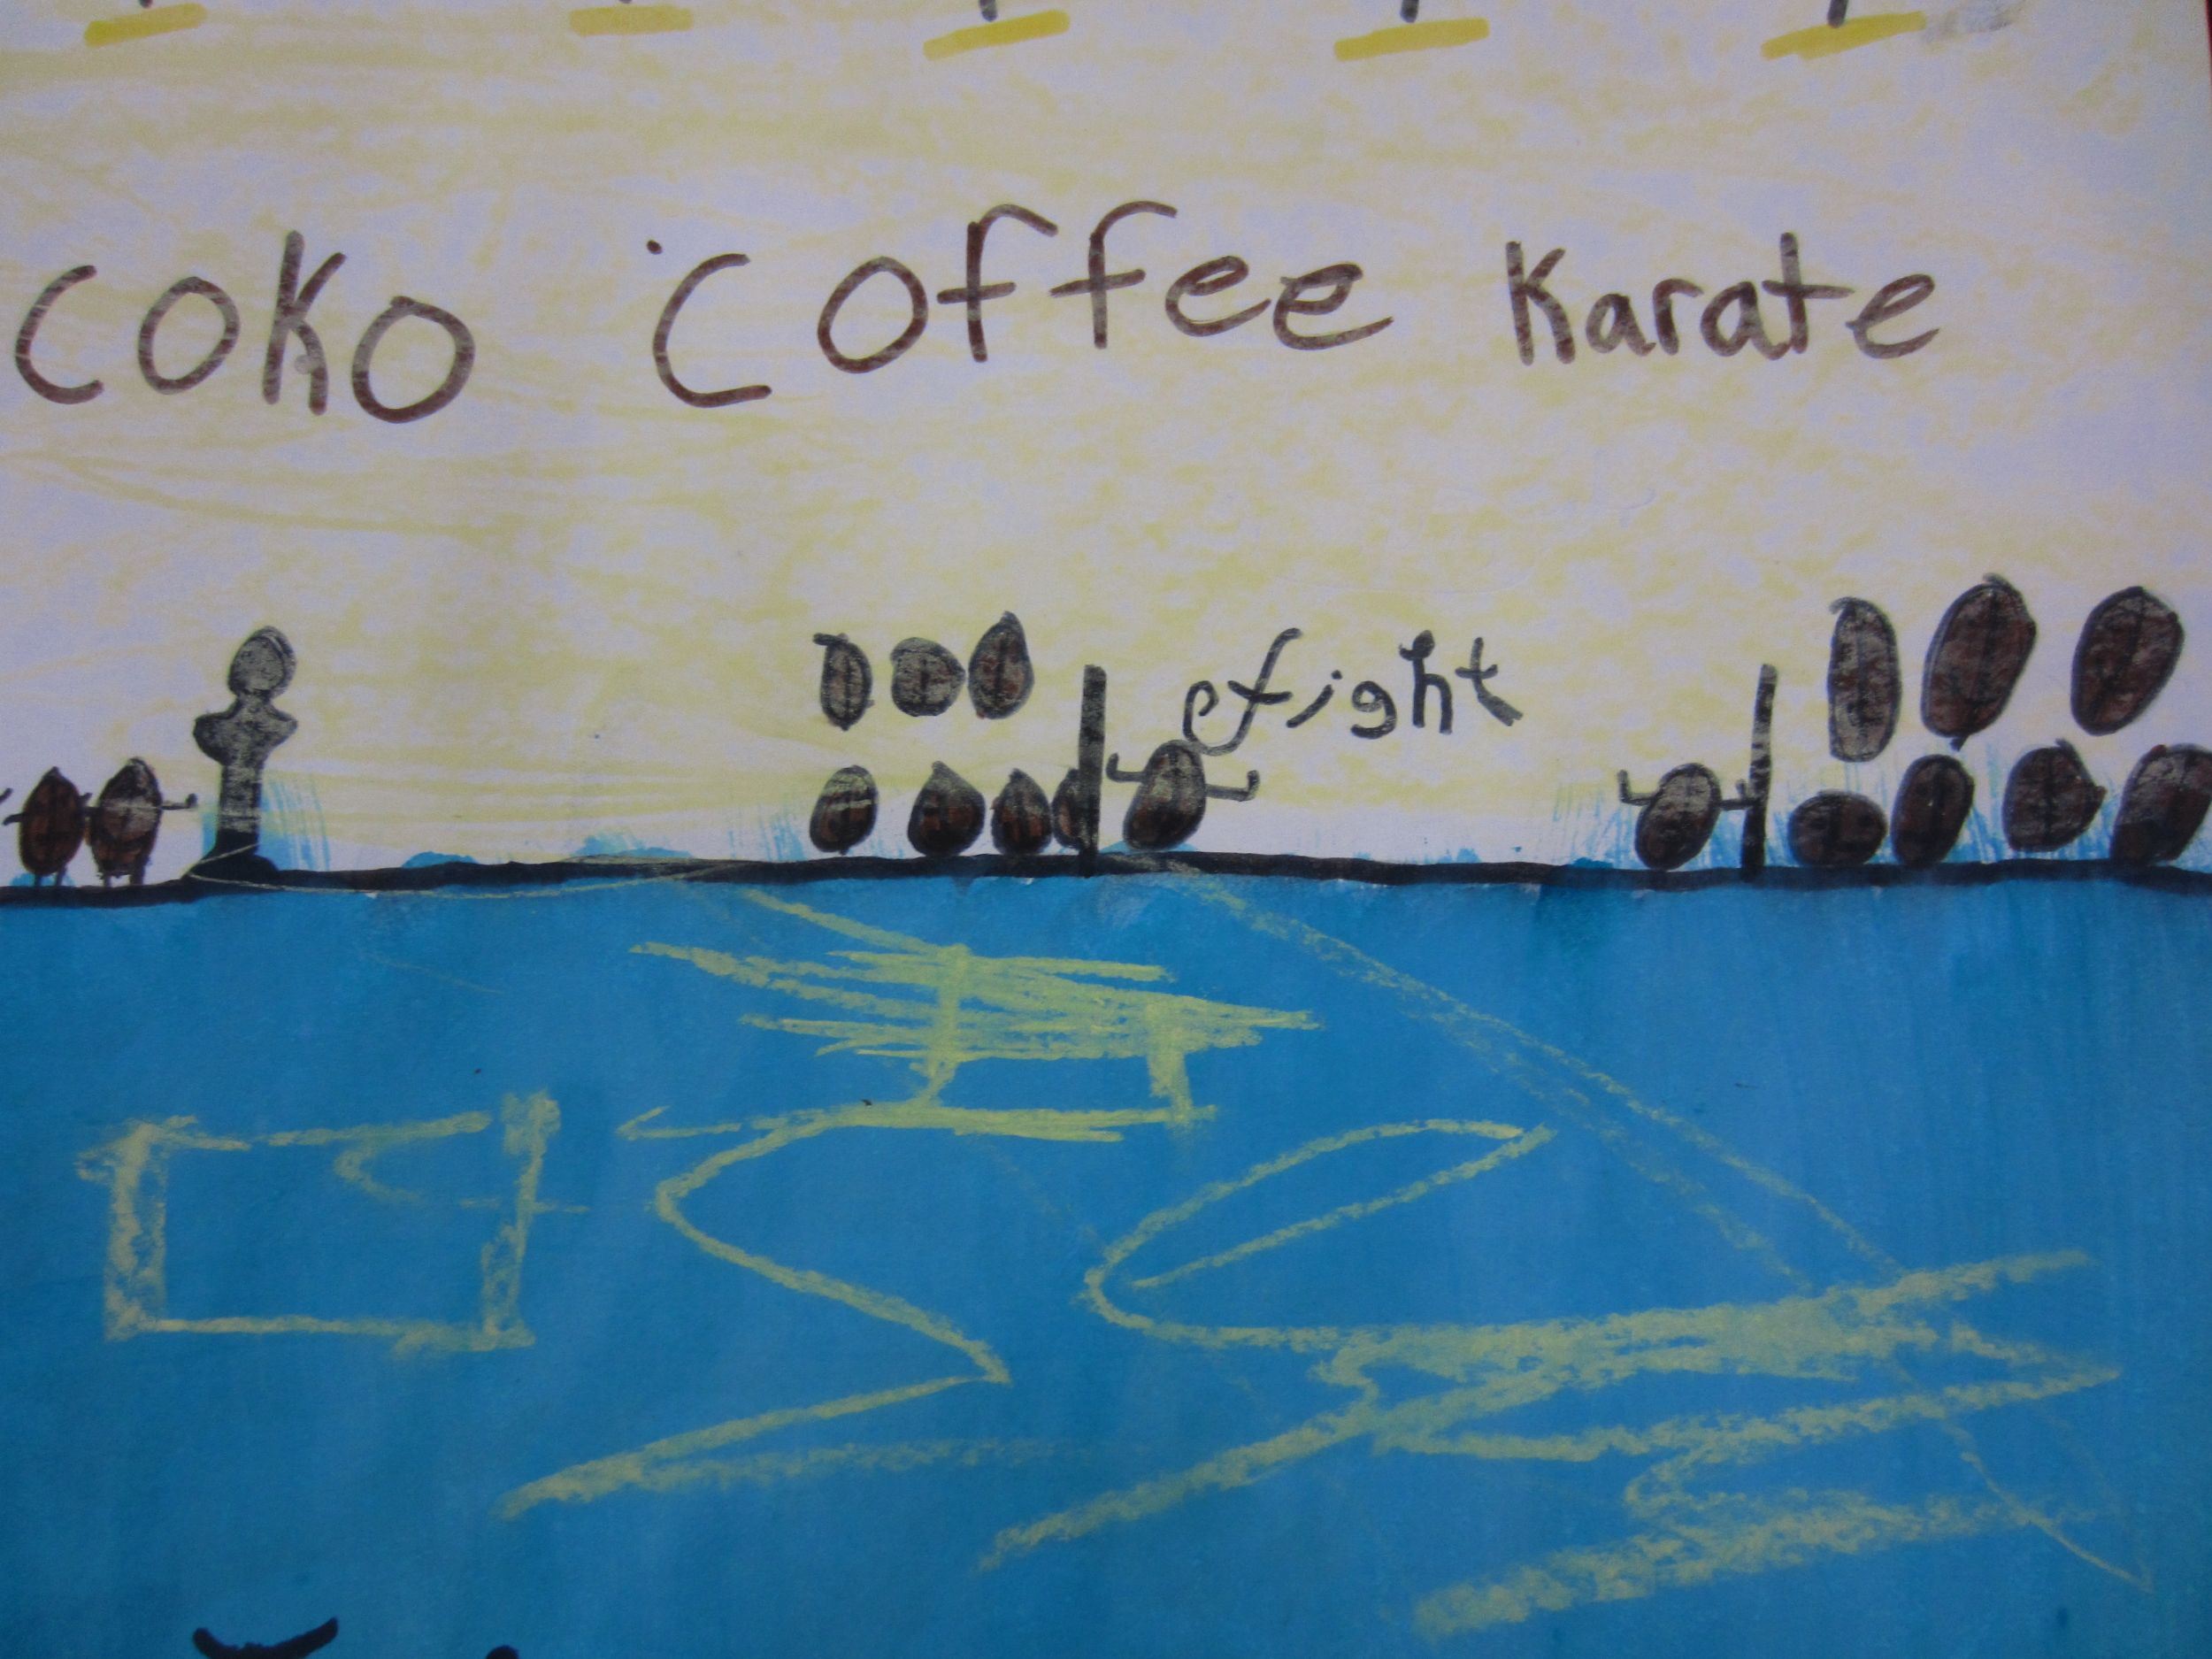 coko coffee karate
fight